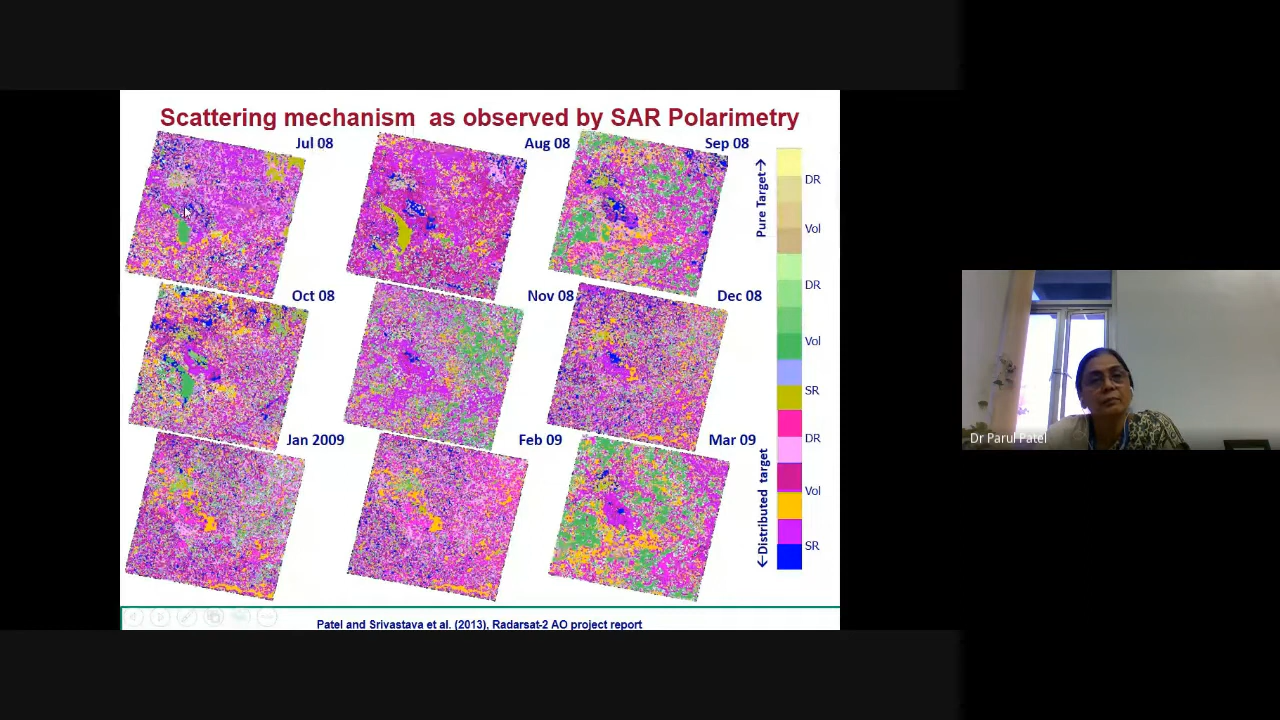 Scattering mechanism as observed by SAR Polarimetry
Jul 08
Aug 08
Sep 08
Oct 08
Nov 08
Dec 08
Jan 2009
Feb 09
Mar 09
Pure Target→
←Distributed target
DR
Vol
DR
Vol
SR
DR
Vol
SR
Patel and Srivastava et al. (2013), Radarsat-2 AO project report
Dr Parul Patel